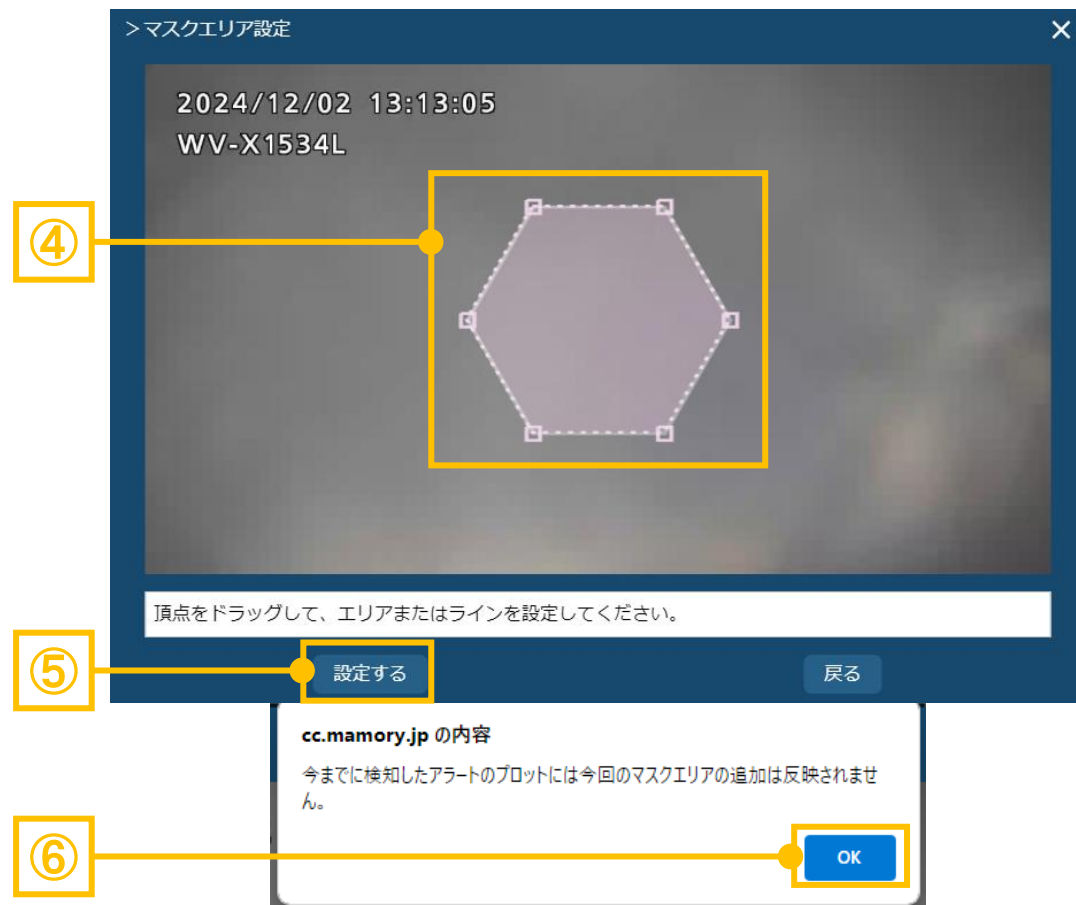 ＞マスクエリア設定
×
2024/12/02 13:13:05
WV-X1534L
④
頂点をドラッグして、エリアまたはラインを設定してください。
⑤
設定する
戻る
cc.mamory.jp の内容
今までに検知したアラートのプロットには今回のマスクエリアの追加は反映されませ
ん。
⑥
OK